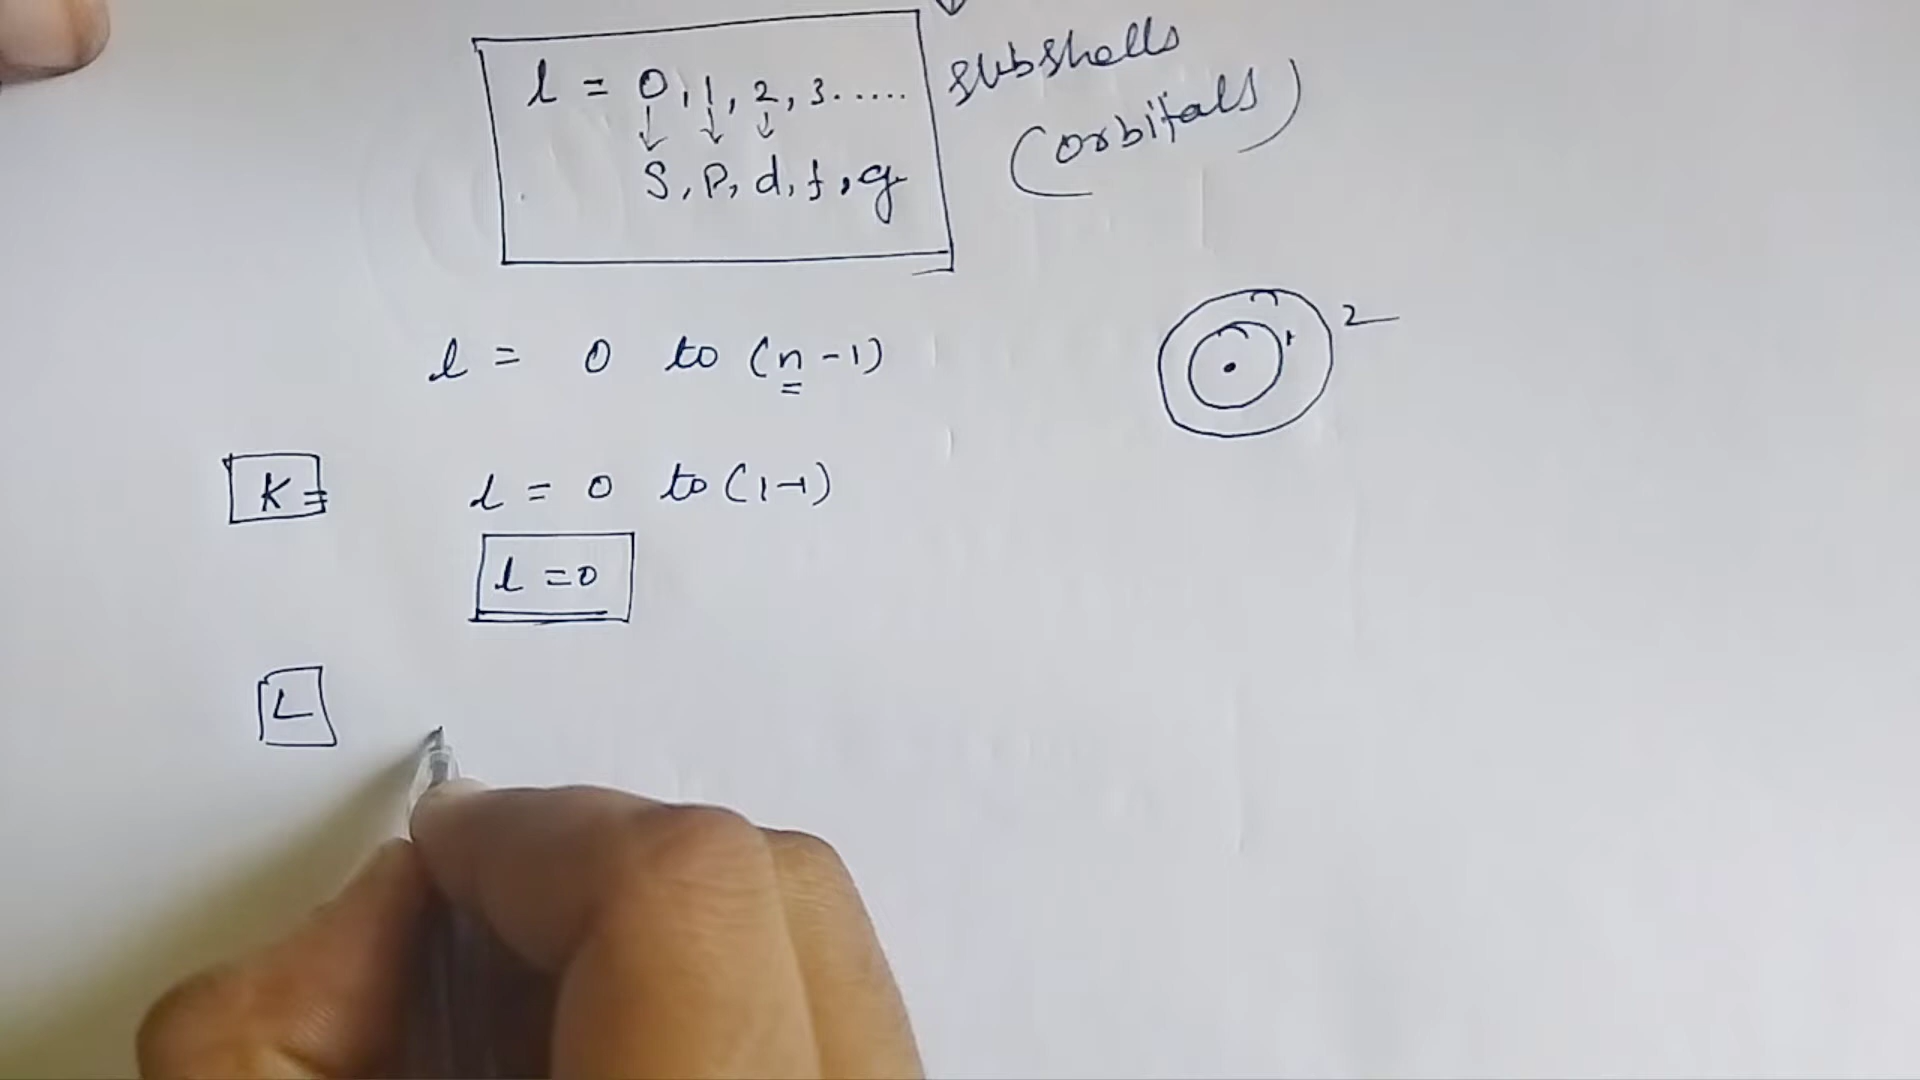 l = 0, 1, 2, 3.....
S, P, d, f, g
subshells
(orbitals)
l = 0 to (n-1)
1
2
K=
l = 0 to (1-1)
l = 0
L